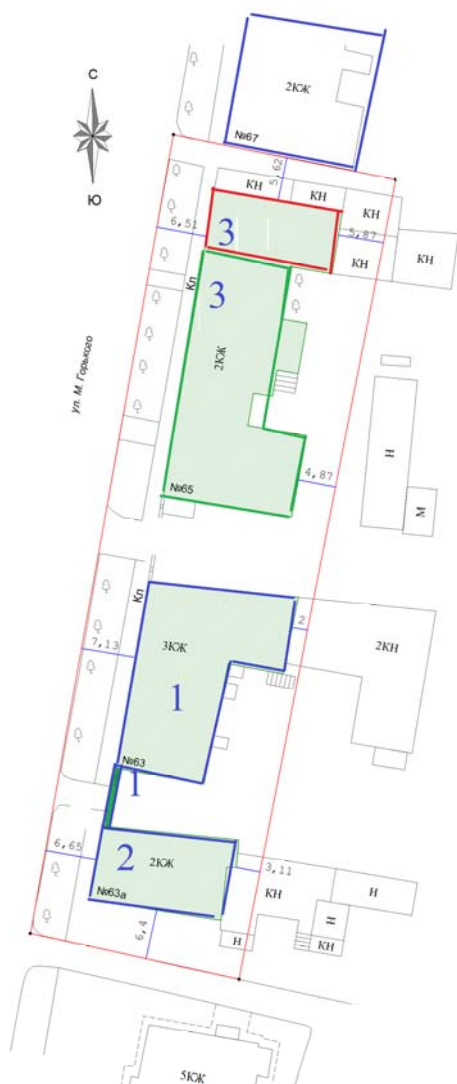 2КЖ
С
№67
Ю
5,62
КН
КН
КН
6,51
3
5,87
КН
КН
Кл
3
2КЖ
ул. М. Горького
4,87
Н
№65
М
Кл
2
3КЖ
2КН
7,13
1
№63
1
2
2КЖ
6,65
3,11
№63а
КН
Н
6,4
Н
Н
КН
5КЖ